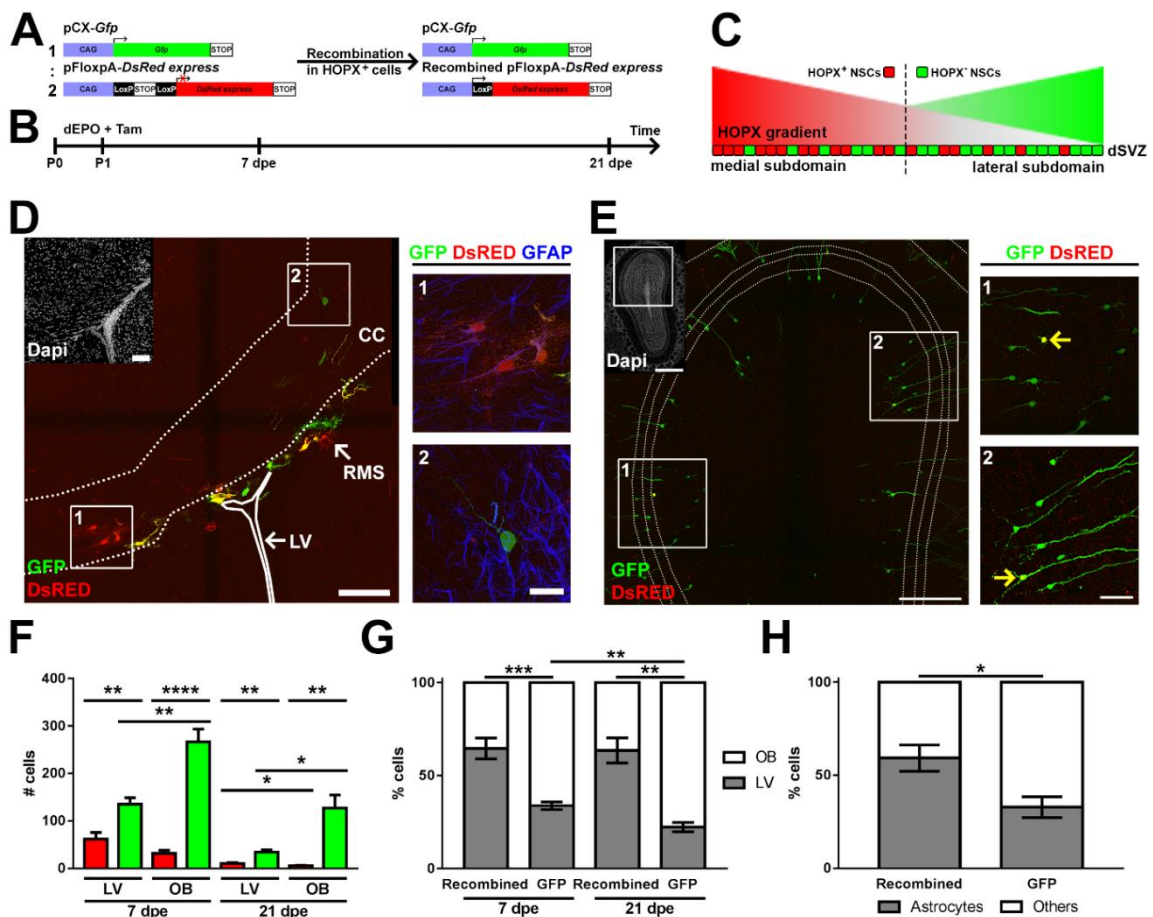 A
pCX-Gfp
1
CAG
Gfp
STOP
:
pFloxpA-DsRed express
2
CAG
LoxP
STOP
LoxP
DsRed express
STOP
Recombination
in HOPX+ cells
pCX-Gfp
CAG
Gfp
STOP
Recombined pFloxpA-DsRed express
CAG
LoxP
DsRed express
STOP
B
dEPO + Tam
Time
P0
P1
7 dpe
21 dpe
C
HOPX+ NSCs
HOPX- NSCs
HOPX gradient
dSVZ
medial subdomain
lateral subdomain
D
Dapi
2
CC
RMS
1
LV
GFP
DsRED
GFP DsRED GFAP
1
2
E
Dapi
2
1
GFP
DsRED
GFP DsRED
1
2
F
# cells
400
300
200
100
0
**
****
**
**
**
*
*
LV
OB
LV
OB
7 dpe
21 dpe
G
% cells
100
50
0
**
***
**
OB
LV
Recombined
GFP
Recombined
GFP
7 dpe
21 dpe
H
% cells
100
50
0
*
Recombined
GFP
Astrocytes
Others